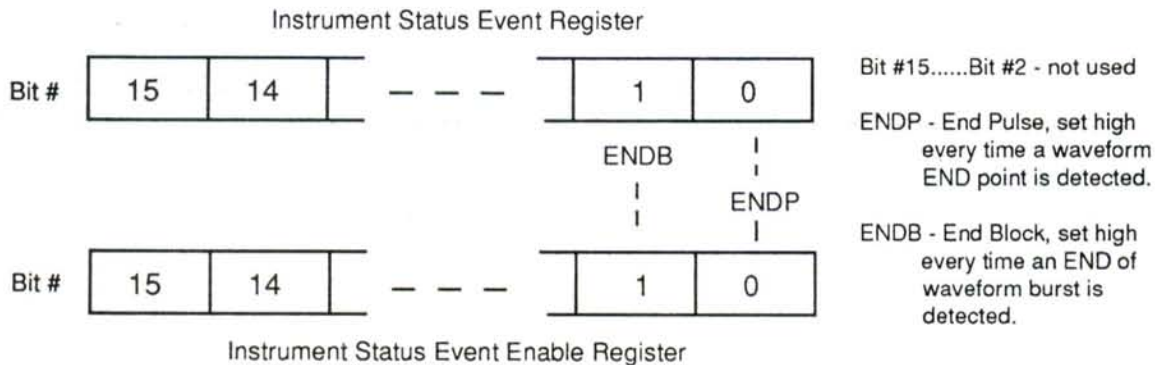 Instrument Status Event Register
Bit # 15 14 1 0
ENDB
ENDP
Bit # 15 14 1 0
Instrument Status Event Enable Register
Bit #15......Bit #2 - not used
ENDP - End Pulse, set high
every time a waveform
END point is detected.
ENDB - End Block, set high
every time an END of
waveform burst is
detected.